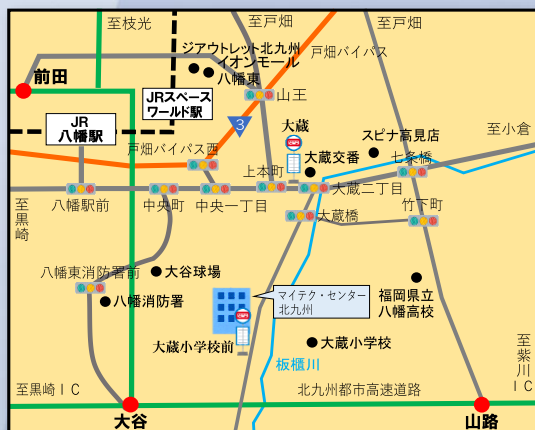 至枝光
至戸畑
至戸畑
ジアウトレット北九州
イオンモール
八幡東
戸畑バイパス
前田
JRスペース
ワールド駅
山王
3
JR
八幡駅
大蔵
スピナ高見店
至小倉
戸畑バイパス西
大蔵交番
七条橋
上本町
大蔵二丁目
八幡駅前
中央町
中央一丁目
大蔵橋
竹下町
至黒崎
八幡東消防署前
大谷球場
八幡消防署
マイテク・センター
北九州
福岡県立
八幡高校
大蔵小学校前
大蔵小学校
板櫃川
至紫川IC
至黒崎IC
北九州都市高速道路
大谷
山路